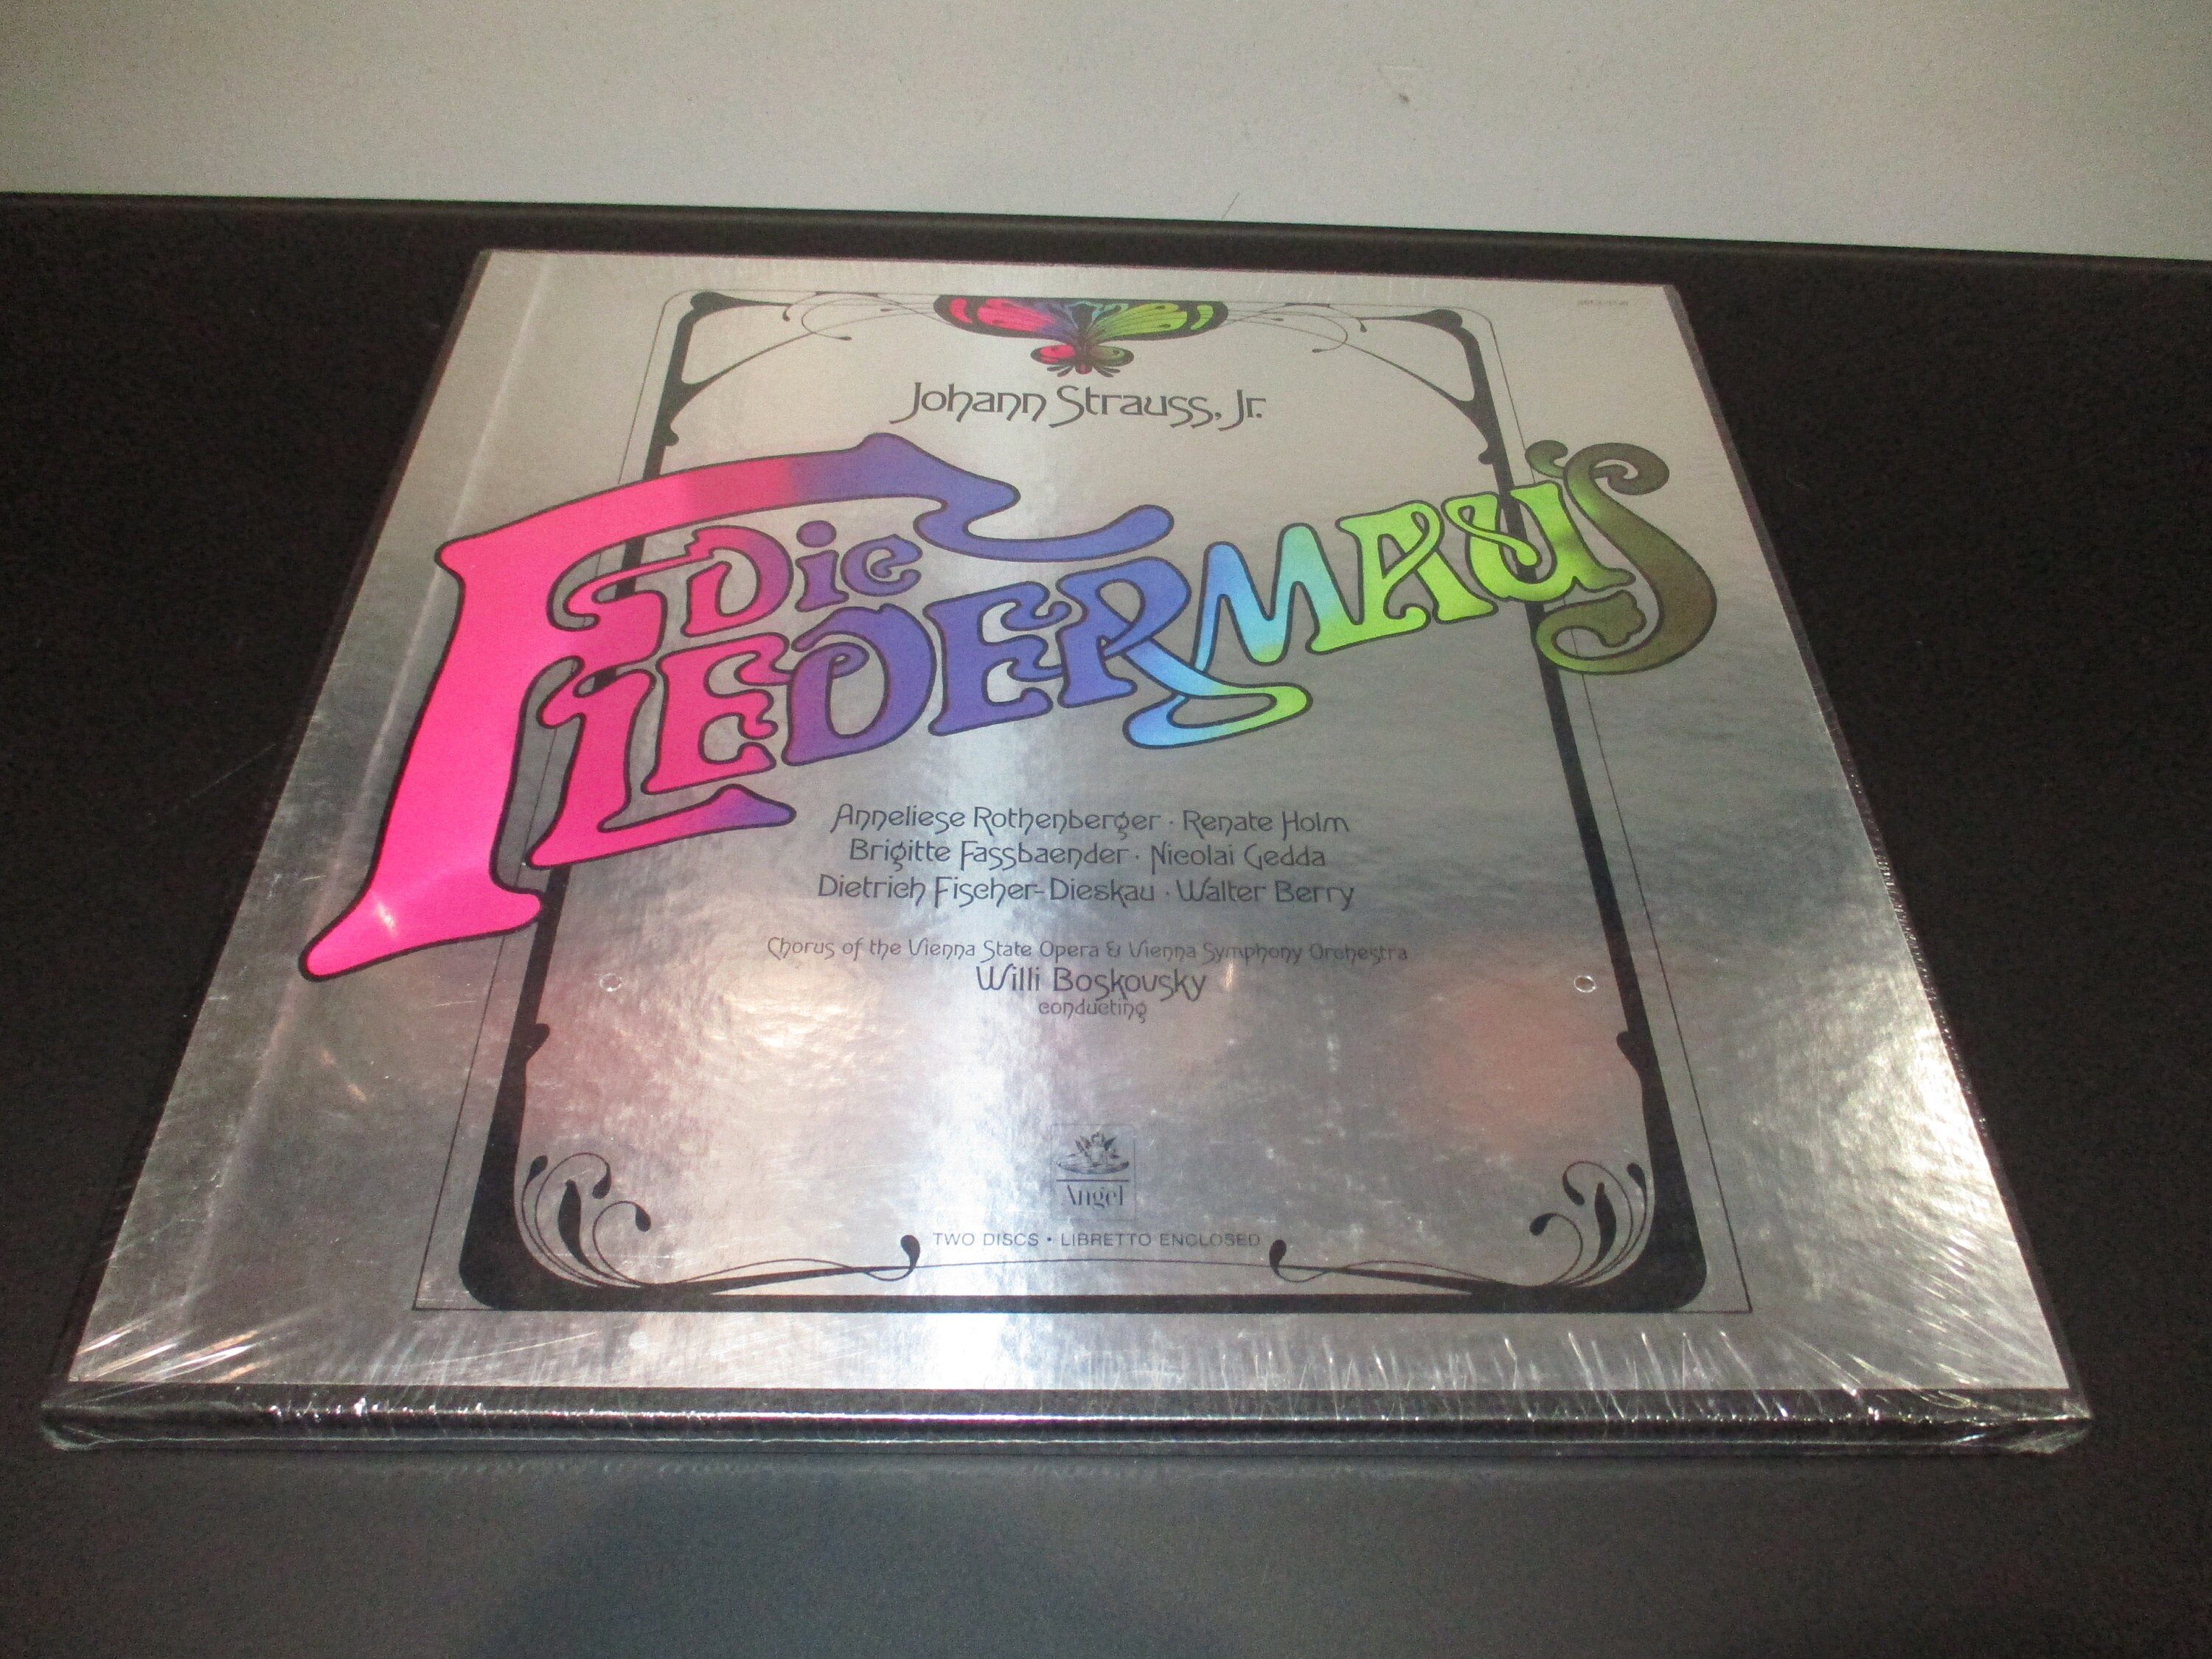 Johann Strauss, Jr.
Die
FLEDERMAUS
Anneliese Rothenberger · Renate Holm
Brigitte Fassbaender · Nicolai Gedda
Dietrich Fischer-Dieskau · Walter Berry
Chorus of the Vienna State Opera & Vienna Symphony Orchestra
Willi Boskovsky
conducting
Angel
TWO DISCS • LIBRETTO ENCLOSED